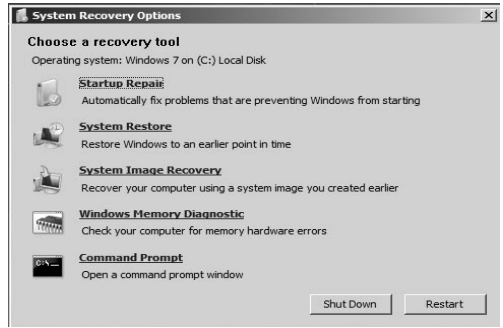 System Recovery Options
Choose a recovery tool
Operating system: Windows 7 on (C:) Local Disk
Startup Repair
Automatically fix problems that are preventing Windows from starting
System Restore
Restore Windows to an earlier point in time
System Image Recovery
Recover your computer using a system image you created earlier
Windows Memory Diagnostic
Check your computer for memory hardware errors
C:\_
Command Prompt
Open a command prompt window
Shut Down
Restart